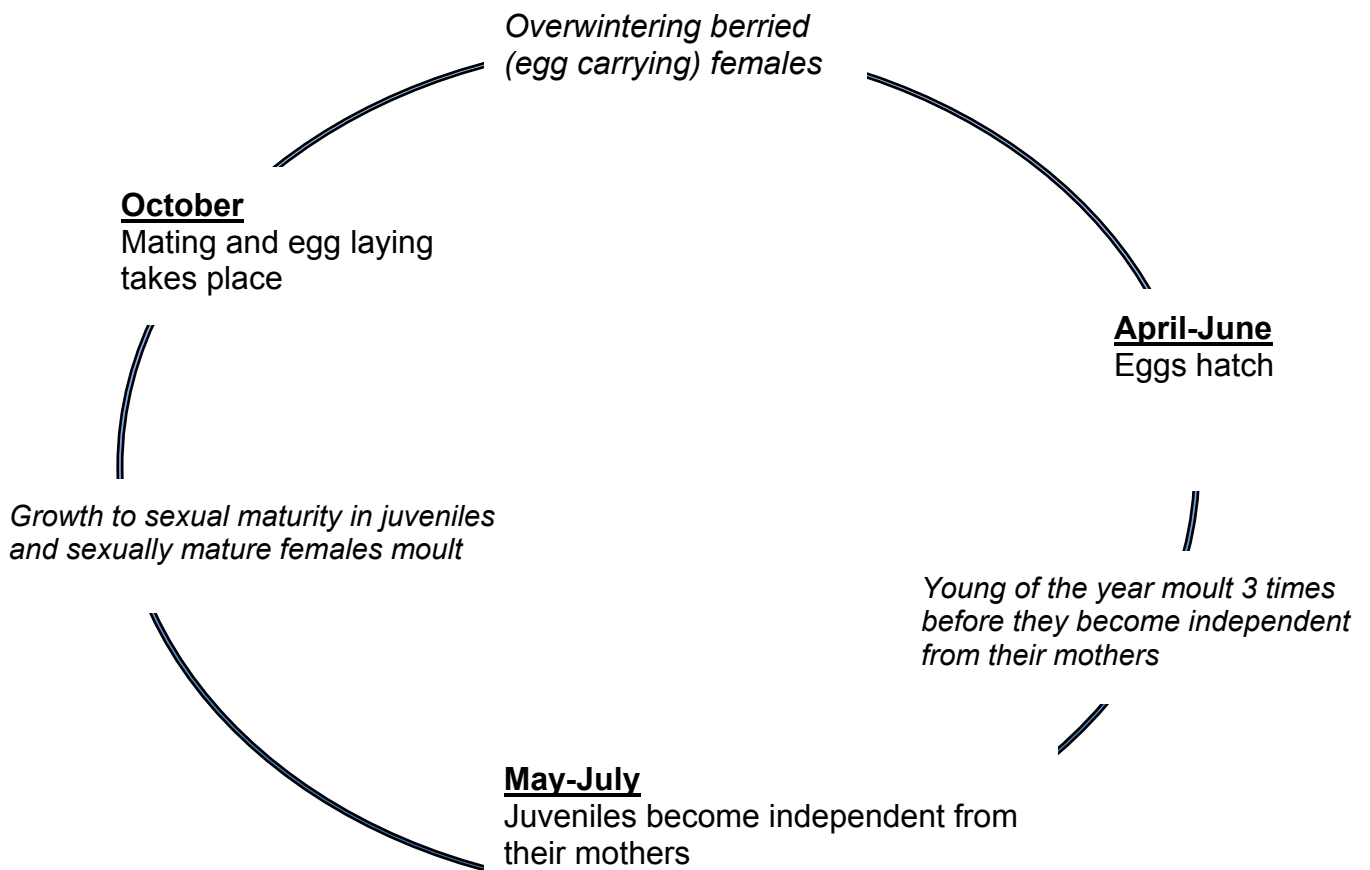 Overwintering berried
(egg carrying) females
October
Mating and egg laying
takes place
April-June
Eggs hatch
Growth to sexual maturity in juveniles
and sexually mature females moult
Young of the year moult 3 times
before they become independent
from their mothers
May-July
Juveniles become independent from
their mothers